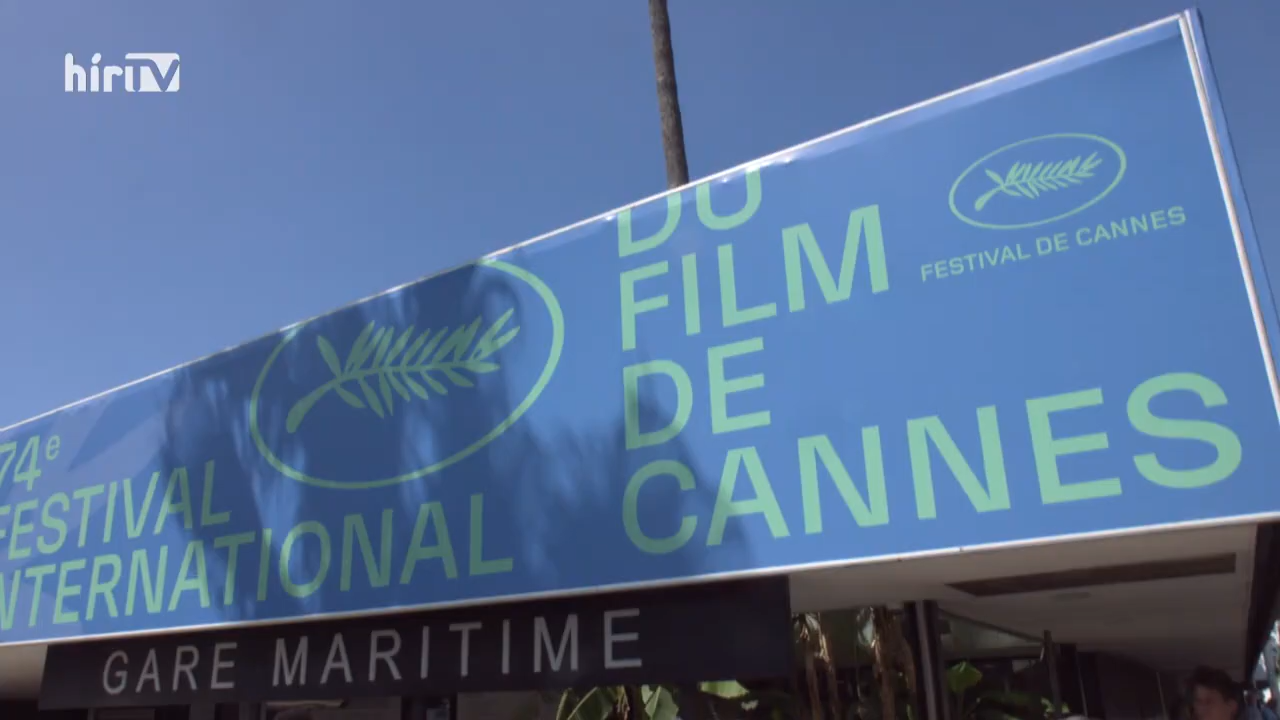 hírTV
74e
FESTIVAL
INTERNATIONAL
DU
FILM
DE
CANNES
FESTIVAL DE CANNES
GARE MARITIME